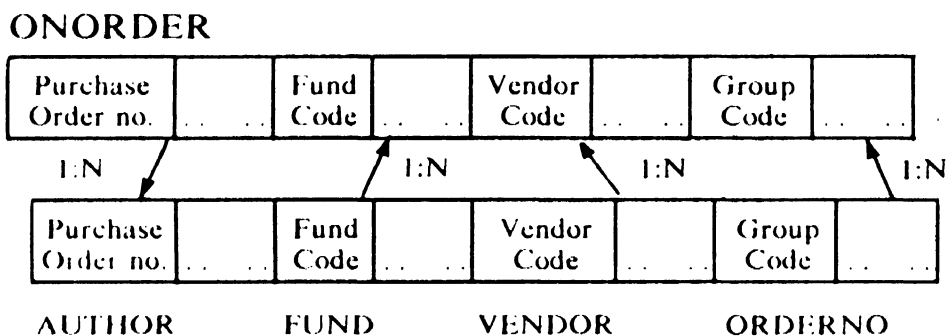 ONORDER
Purchase Order no. .. .. Fund Code .. .. Vendor Code .. .. Group Code .. ..
1:N 1:N 1:N 1:N
Purchase Order no. .. .. Fund Code .. .. Vendor Code .. .. Group Code .. ..
AUTHOR FUND VENDOR ORDERNO